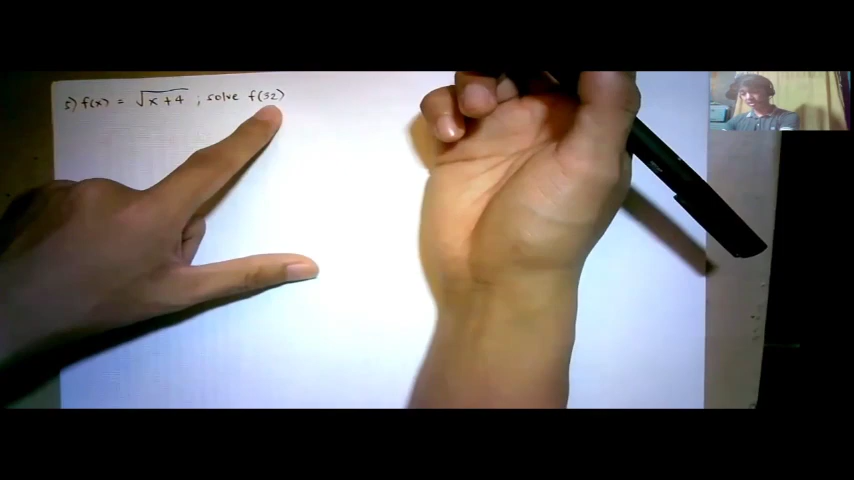 5) f(x) = √x+4 ; solve f(32)